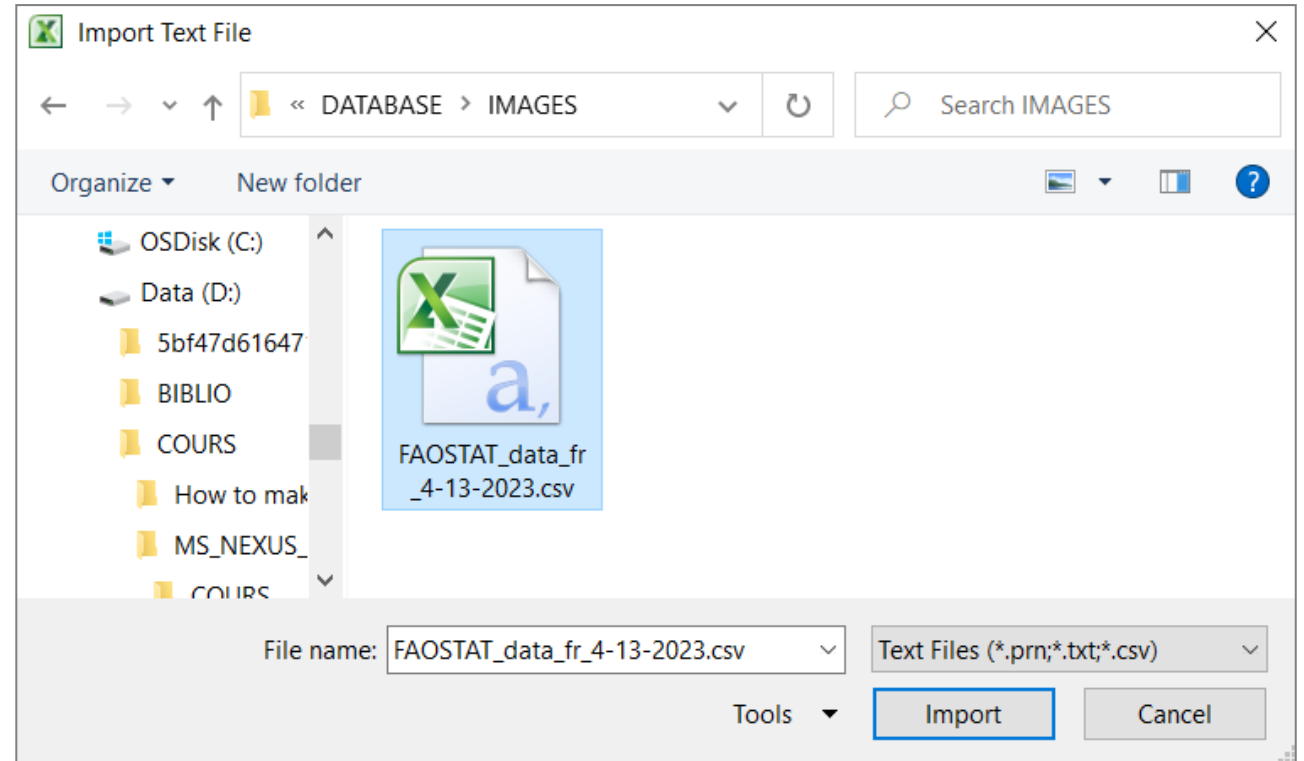 Import Text File
« DATABASE > IMAGES
Search IMAGES
Organize
New folder
?
OSDisk (C:)
Data (D:)
5bf47d61647
BIBLIO
COURS
How to mak
MS_NEXUS_
COURS
a,
FAOSTAT_data_fr
_4-13-2023.csv
File name: FAOSTAT_data_fr_4-13-2023.csv
Text Files (*.prn;*.txt;*.csv)
Tools
Import
Cancel